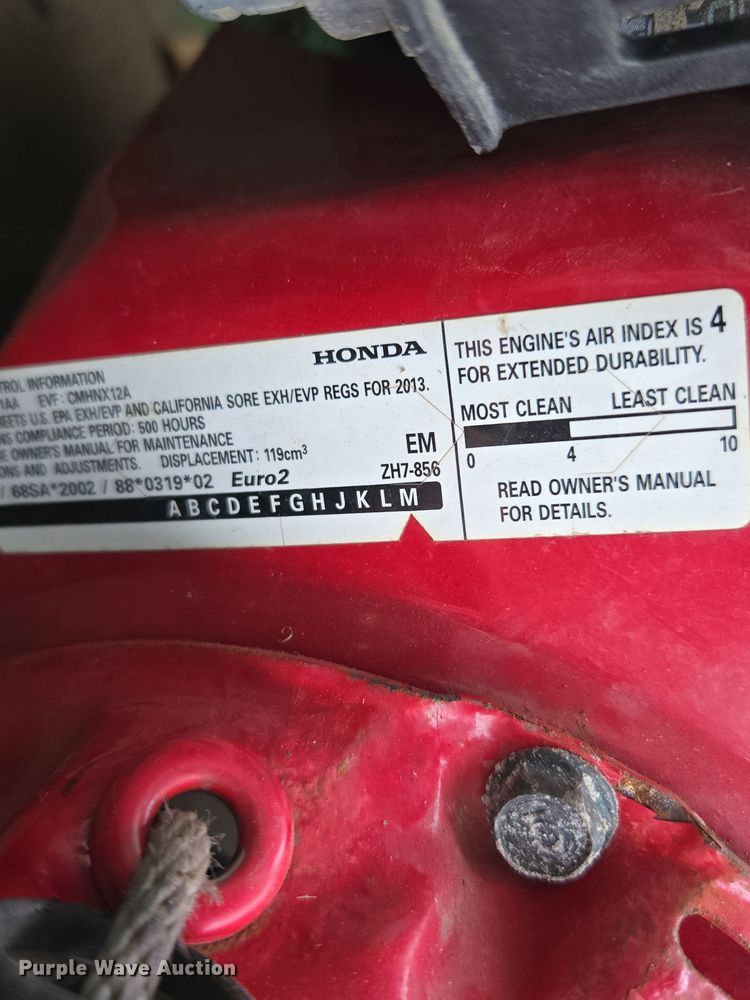 HONDA
TROL INFORMATION
1AA EVF: CMHNX12A
MEETS U.S. EPA EXH/EVP AND CALIFORNIA SORE EXH/EVP REGS FOR 2013.
NS COMPLIANCE PERIOD: 500 HOURS
E OWNER'S MANUAL FOR MAINTENANCE
ONS AND ADJUSTMENTS. DISPLACEMENT: 119cm³
EM
ZH7-856
/ 68SA*2002 / 88*0319*02 Euro2
A B C D E F G H J K L M
THIS ENGINE'S AIR INDEX IS 4
FOR EXTENDED DURABILITY.
MOST CLEAN LEAST CLEAN
0 4 10
READ OWNER'S MANUAL
FOR DETAILS.
Purple Wave Auction